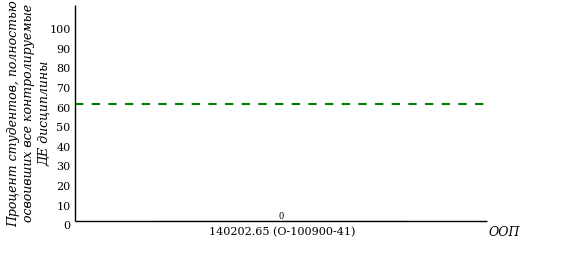 Процент студентов, полностью
освоивших все контролируемые
ДЕ дисциплины
100
90
80
70
60
50
40
30
20
10
0
0
140202.65 (О-100900-41)
ООП